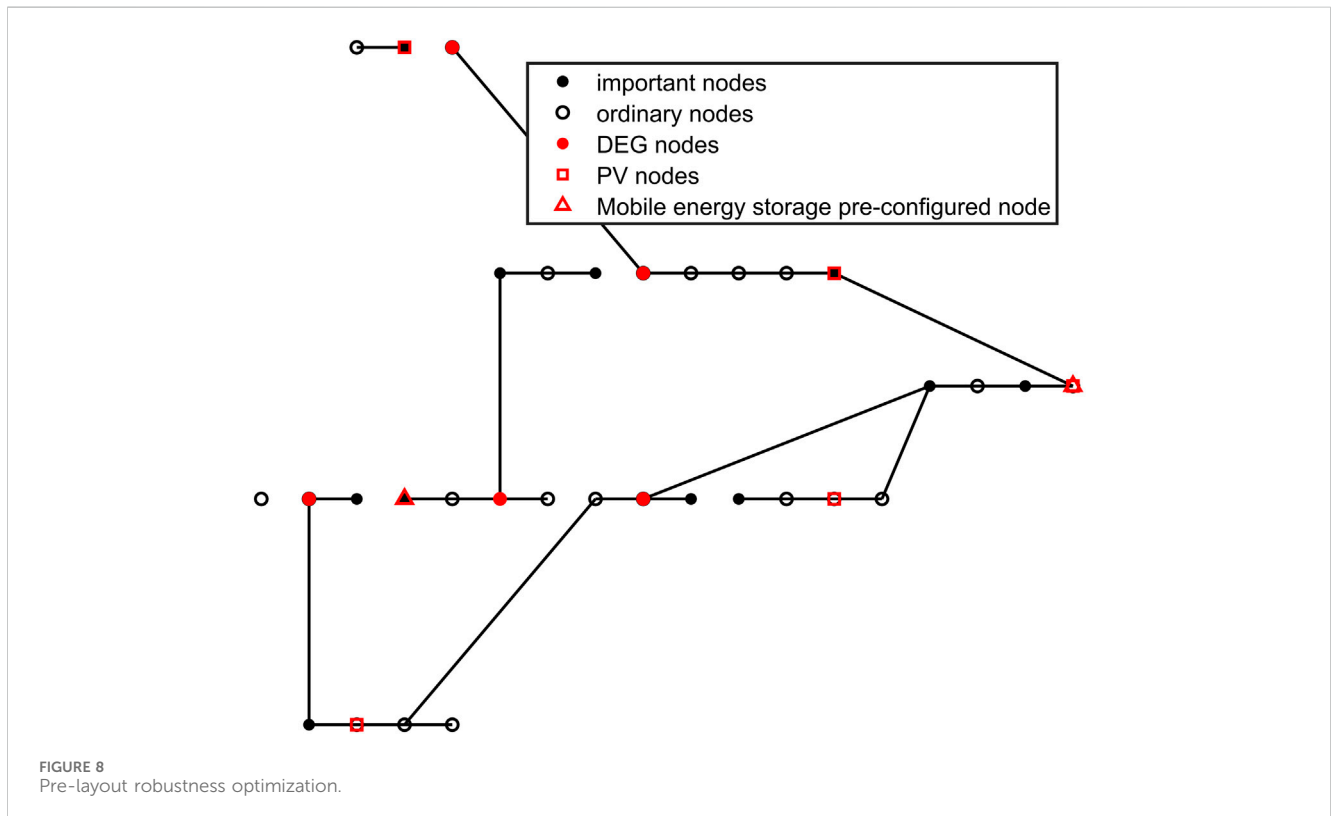 important nodes
ordinary nodes
DEG nodes
PV nodes
Mobile energy storage pre-configured node
FIGURE 8
Pre-layout robustness optimization.